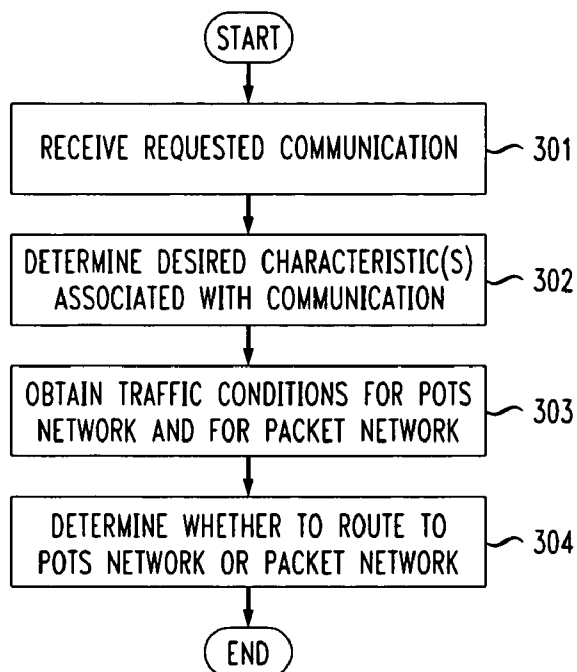 START
RECEIVE REQUESTED COMMUNICATION
301
DETERMINE DESIRED CHARACTERISTIC(S)
ASSOCIATED WITH COMMUNICATION
302
OBTAIN TRAFFIC CONDITIONS FOR POTS
NETWORK AND FOR PACKET NETWORK
303
DETERMINE WHETHER TO ROUTE TO
POTS NETWORK OR PACKET NETWORK
304
END